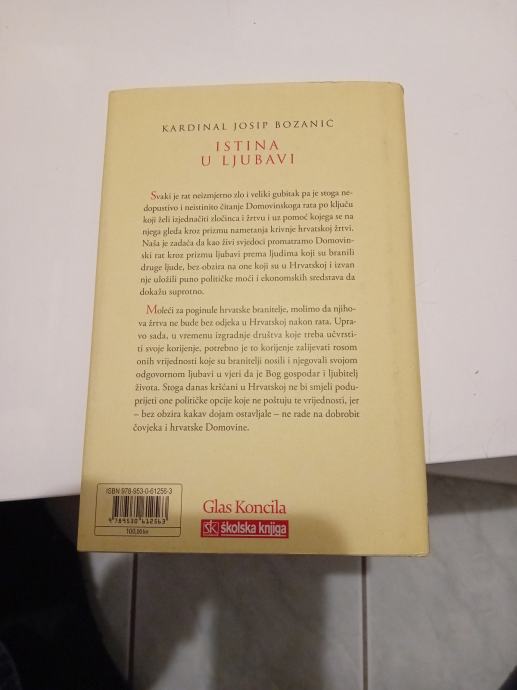 KARDINAL JOSIP BOZANIĆ
ISTINA
U LJUBAVI
Svaki je rat neizmjerno zlo i veliki gubitak pa je stoga ne-
dopustivo i neistinito čitanje Domovinskoga rata po ključu
koji želi izjednačiti zločinca i žrtvu i uz pomoć kojega se na
njega gleda kroz prizmu nametanja krivnje hrvatskoj žrtvi.
Naša je zadaća da kao živi svjedoci promatramo Domovin-
ski rat kroz prizmu ljubavi prema ljudima koji su branili
druge ljude, bez obzira na one koji su u Hrvatskoj i izvan
nje uložili puno političke moći i ekonomskih sredstava da
dokažu suprotno.
Moleći za poginule hrvatske branitelje, molimo da njiho-
va žrtva ne bude bez odjeka u Hrvatskoj nakon rata. Upra-
vo sada, u vremenu izgradnje društva koje treba učvrsti-
ti svoje korijenje, potrebno je to korijenje zalijevati rosom
onih vrijednosti koje su branitelji nosili i njegovali svojom
odgovornom ljubavi u vjeri da je Bog gospodar i ljubitelj
života. Stoga danas kršćani u Hrvatskoj ne bi smjeli podu-
prijeti one političke opcije koje ne poštuju te vrijednosti, jer
– bez obzira kakav dojam ostavljale – ne rade na dobrobit
čovjeka i hrvatske Domovine.
ISBN 978-953-0-61256-3
9 789530 612563
100,00 kn
Glas Koncila
šk školska knjiga